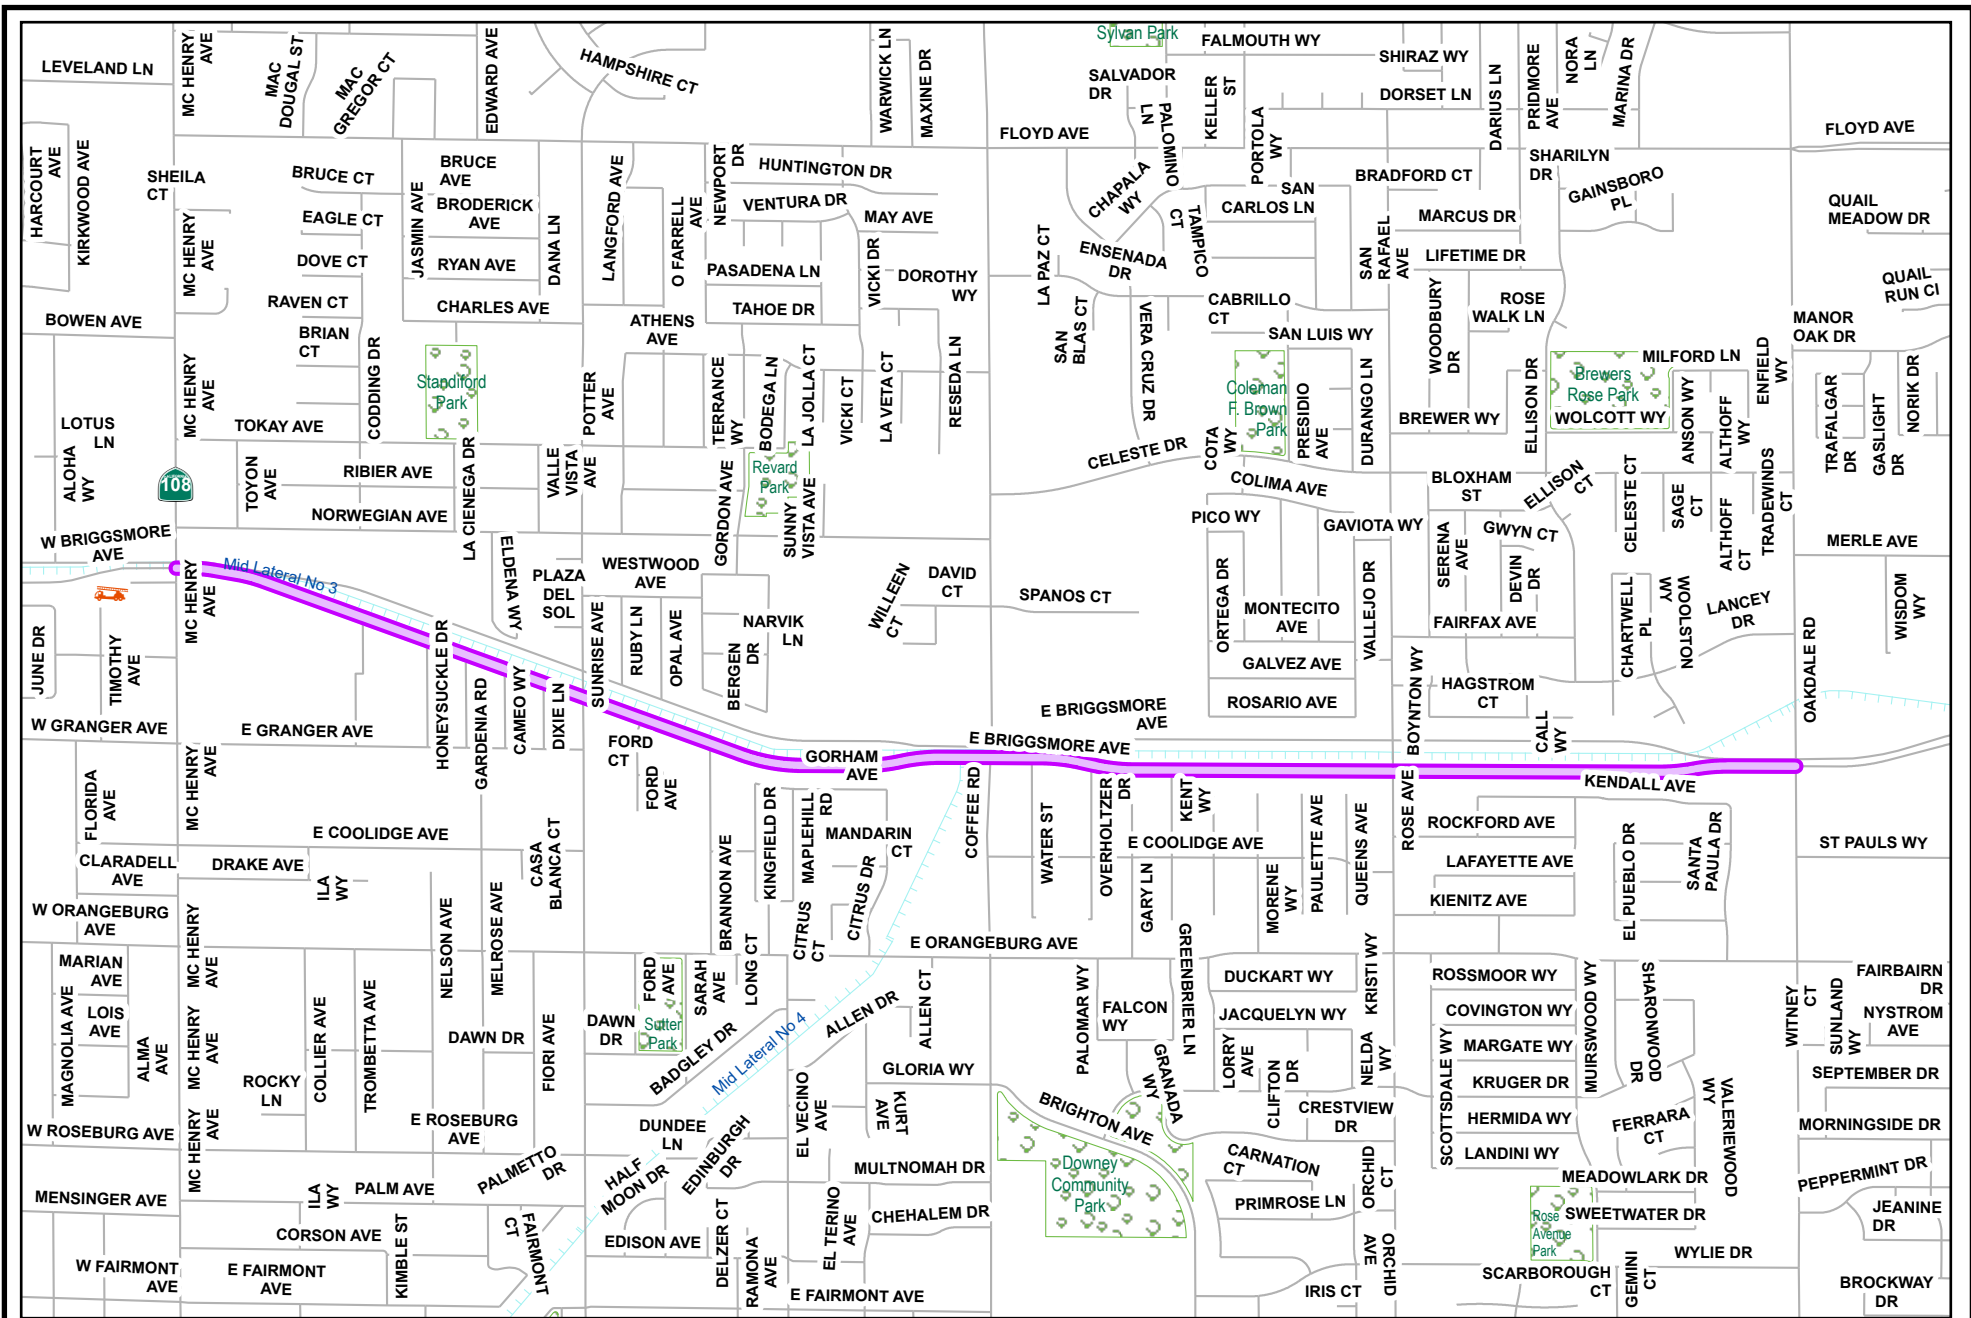 MC HENRY
AVE
LEVELAND LN
MAC
DOUGAL ST
MAC
GREGOR CT
EDWARD AVE
HAMPSHIRE CT
WARWICK LN
MAXINE DR
Sylvan Park
FALMOUTH WY
SHIRAZ WY
SALVADOR
DR
LN
PALOMINO
KELLER
ST
PORTOLA
WY
DORSET LN
DARIUS LN
PRIDMORE
AVE
NORA
LN
MARINA DR
FLOYD AVE
FLOYD AVE
HARCOURT
AVE
KIRKWOOD AVE
SHEILA
CT
BRUCE CT
BRUCE
AVE
JASMIN AVE
BRODERICK
AVE
EAGLE CT
DANA LN
LANGFORD AVE
O FARRELL
AVE
NEWPORT
DR
HUNTINGTON DR
VENTURA DR
MAY AVE
CHAPALA
WY
SAN
CARLOS LN
BRADFORD CT
SHARILYN
DR
GAINSBORO
PL
MARCUS DR
QUAIL
MEADOW DR
MC HENRY
AVE
DOVE CT
RYAN AVE
PASADENA LN
VICKI DR
DOROTHY
WY
LA PAZ CT
ENSENADA
DR
TAMPICO
CT
SAN
RAFAEL
AVE
LIFETIME DR
QUAIL
RUN CI
RAVEN CT
CHARLES AVE
TAHOE DR
ATHENS
AVE
CABRILLO
CT
SAN LUIS WY
WOODBURY
DR
ROSE
WALK LN
MANOR
OAK DR
BOWEN AVE
BRIAN
CT
CODDING DR
Standiford
Park
MC HENRY
AVE
POTTER
AVE
TERRANCE
WY
BODEGA LN
LA JOLLA CT
VICKI CT
LA VETA CT
RESEDA LN
SAN
BLAS CT
VERA CRUZ DR
Coleman
F. Brown
Park
PRESIDIO
AVE
DURANGO LN
BREWER WY
ELLISON DR
Brewers
Rose Park
MILFORD LN
WOLCOTT WY
ANSON WY
ALTHOFF
WY
ENFIELD
WY
TRAFALGAR
DR
GASLIGHT
DR
NORIK DR
LOTUS
LN
ALOHA
WY
TOKAY AVE
TOYON
AVE
RIBIER AVE
NORWEGIAN AVE
LA CIENEGA DR
VALLE
VISTA
AVE
GORDON AVE
Revard
Park
SUNNY
VISTA AVE
CELESTE DR
COTA
WY
COLIMA AVE
BLOXHAM
ST
ELLISON
CT
CELESTE CT
SAGE
CT
ALTHOFF
CT
TRADEWINDS
CT
108
W BRIGGSMORE
AVE
PICO WY
GAVIOTA WY
GWYN CT
MERLE AVE
Mid Lateral No 3
ELDENA WY
PLAZA
DEL
SOL
WESTWOOD
AVE
WILLEEN
CT
DAVID
CT
SPANOS CT
ORTEGA DR
MONTECITO
AVE
VALLEJO DR
SERENA
AVE
DEVIN
DR
FAIRFAX AVE
CHARTWELL
PL
WOOLSTON
WY
LANCEY
DR
WISDOM
WY
JUNE DR
TIMOTHY
AVE
MC HENRY
AVE
HONEYSUCKLE DR
GARDENIA RD
CAMEO WY
DIXIE LN
SUNRISE AVE
RUBY LN
OPAL AVE
BERGEN
DR
NARVIK
LN
GALVEZ AVE
ROSARIO AVE
BOYNTON WY
HAGSTROM
CT
OAKDALE RD
W GRANGER AVE
E GRANGER AVE
E BRIGGSMORE
AVE
E BRIGGSMORE AVE
CALL
WY
FORD
CT
FORD
AVE
GORHAM
AVE
KENDALL AVE
FLORIDA
AVE
MC HENRY
AVE
E COOLIDGE AVE
CASA
BLANCA CT
KINGFIELD DR
MAPLEHILL
RD
MANDARIN
CT
COFFEE RD
WATER ST
OVERHOLTZER
DR
KENT
WY
E COOLIDGE AVE
PAULETTE AVE
QUEENS AVE
ROSE AVE
ROCKFORD AVE
LAFAYETTE AVE
KIENITZ AVE
EL PUEBLO DR
SANTA
PAULA DR
ST PAULS WY
CLARADELL
AVE
DRAKE AVE
ILA
WY
W ORANGEBURG
AVE
NELSON AVE
MELROSE AVE
BRANNON AVE
CITRUS
CT
CITRUS DR
E ORANGEBURG AVE
GARY LN
GREENBRIER LN
MORENE
WY
KRISTI WY
MC HENRY
AVE
MARIAN
AVE
LOIS
AVE
MAGNOLIA AVE
ALMA
AVE
MC HENRY
AVE
COLLIER AVE
TROMBETTA AVE
DAWN DR
FIORI AVE
DAWN
DR
FORD
AVE
Sutter
Park
SARAH
AVE
LONG CT
BADGLEY DR
Mid Lateral No 4
ALLEN DR
ALLEN CT
PALOMAR WY
FALCON
WY
DUCKART WY
JACQUELYN WY
ROSSMOOR WY
COVINGTON WY
MARGATE WY
MUIRSWOOD WY
SHARONWOOD
DR
WITNEY
CT
SUNLAND
WY
FAIRBAIRN
DR
NYSTROM
AVE
ROCKY
LN
GLORIA WY
GRANADA
WY
LORRY
AVE
CLIFTON
DR
NELDA
WY
SCOTTSDALE WY
KRUGER DR
SEPTEMBER DR
W ROSEBURG AVE
MC HENRY
AVE
E ROSEBURG
AVE
DUNDEE
LN
EDINBURGH
DR
EL VECINO
AVE
KURT
AVE
BRIGHTON AVE
CRESTVIEW
DR
HERMIDA WY
FERRARA
CT
VALERIEWOOD
WY
MORNINGSIDE DR
LANDINI WY
PALMETTO
DR
HALF
MOON DR
MULTNOMAH DR
Downey
Community
Park
CARNATION
CT
ORCHID
CT
MEADOWLARK DR
PEPPERMINT DR
MENSINGER AVE
ILA
WY
PALM AVE
PRIMROSE LN
Rose
Avenue
Park
SWEETWATER DR
JEANINE
DR
CORSON AVE
KIMBLE ST
FAIRMONT
CT
EDISON AVE
DELZER CT
RAMONA
AVE
EL TERINO
AVE
CHEHALEM DR
ORCHID
AVE
WYLIE DR
W FAIRMONT
AVE
E FAIRMONT
AVE
E FAIRMONT AVE
IRIS CT
SCARBOROUGH
CT
GEMINI
CT
BROCKWAY
DR